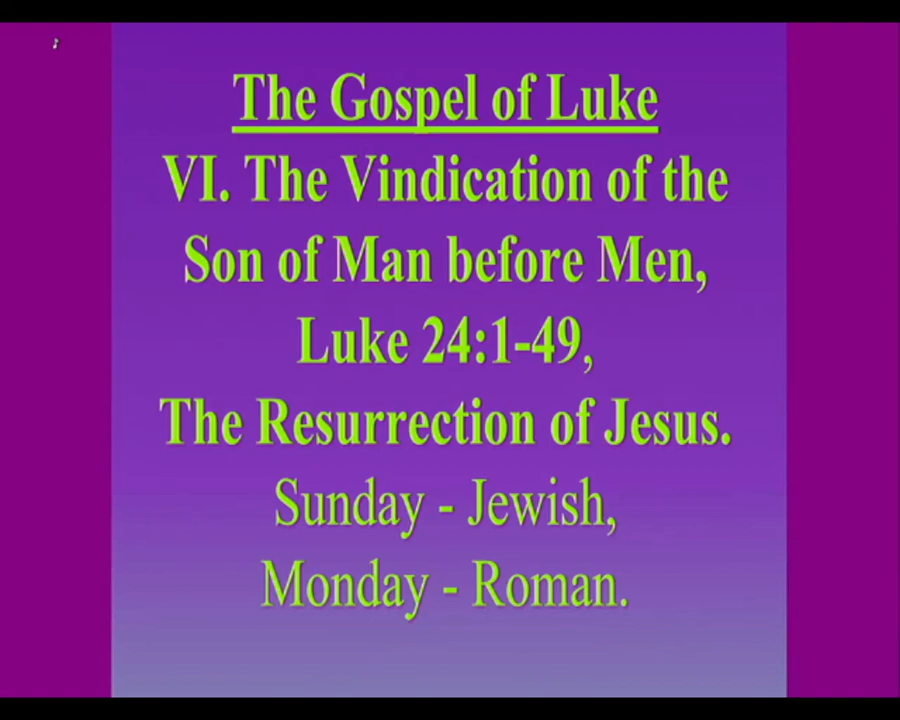 The Gospel of Luke
VI. The Vindication of the
Son of Man before Men,
Luke 24:1-49,
The Resurrection of Jesus.
Sunday - Jewish,
Monday - Roman.